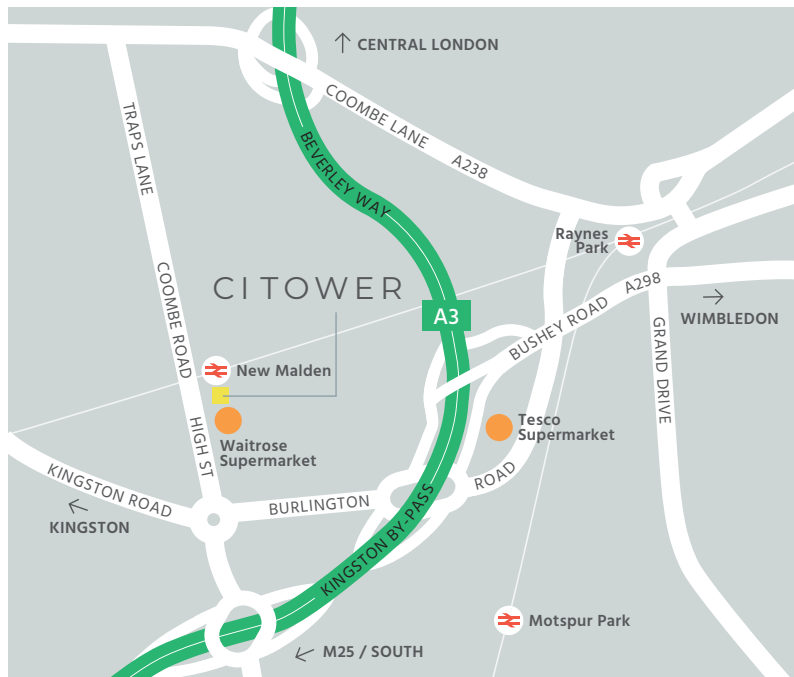 CENTRAL LONDON
COOMBE LANE
A238
TRAPS LANE
BEVERLEY WAY
Raynes
Park
CI TOWER
A3
A298
BUSHEY ROAD
WIMBLEDON
COOMBE ROAD
GRAND DRIVE
New Malden
HIGH ST
Waitrose
Supermarket
Tesco
Supermarket
KINGSTON ROAD
KINGSTON
BURLINGTON
ROAD
KINGSTON BY-PASS
Motspur Park
M25 / SOUTH